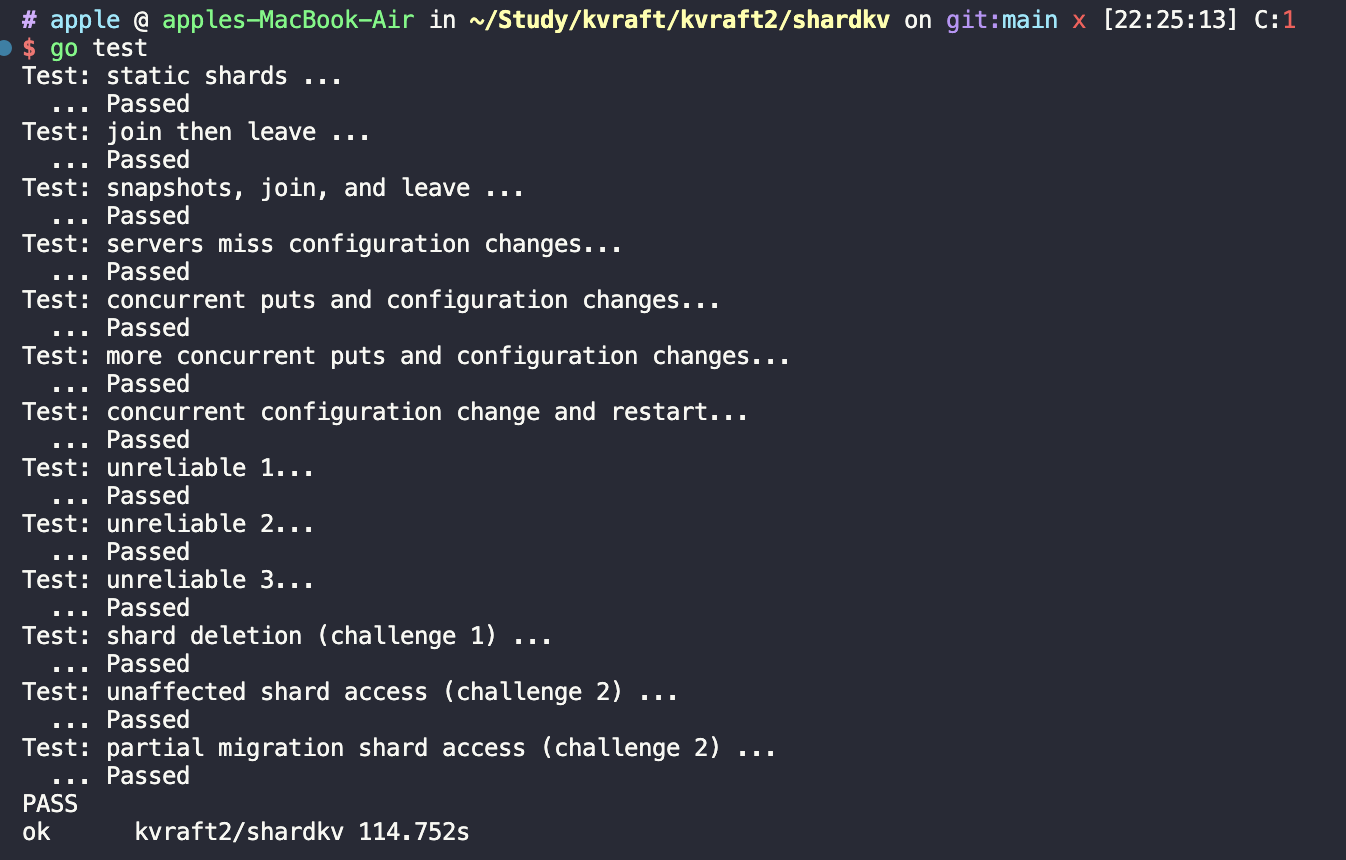 # apple @ apples-MacBook-Air in ~/Study/kvraft/kvraft2/shardkv on git:main x [22:25:13] C:1
$ go test
Test: static shards ...
  ... Passed
Test: join then leave ...
  ... Passed
Test: snapshots, join, and leave ...
  ... Passed
Test: servers miss configuration changes...
  ... Passed
Test: concurrent puts and configuration changes...
  ... Passed
Test: more concurrent puts and configuration changes...
  ... Passed
Test: concurrent configuration change and restart...
  ... Passed
Test: unreliable 1...
  ... Passed
Test: unreliable 2...
  ... Passed
Test: unreliable 3...
  ... Passed
Test: shard deletion (challenge 1) ...
  ... Passed
Test: unaffected shard access (challenge 2) ...
  ... Passed
Test: partial migration shard access (challenge 2) ...
  ... Passed
PASS
ok      kvraft2/shardkv 114.752s